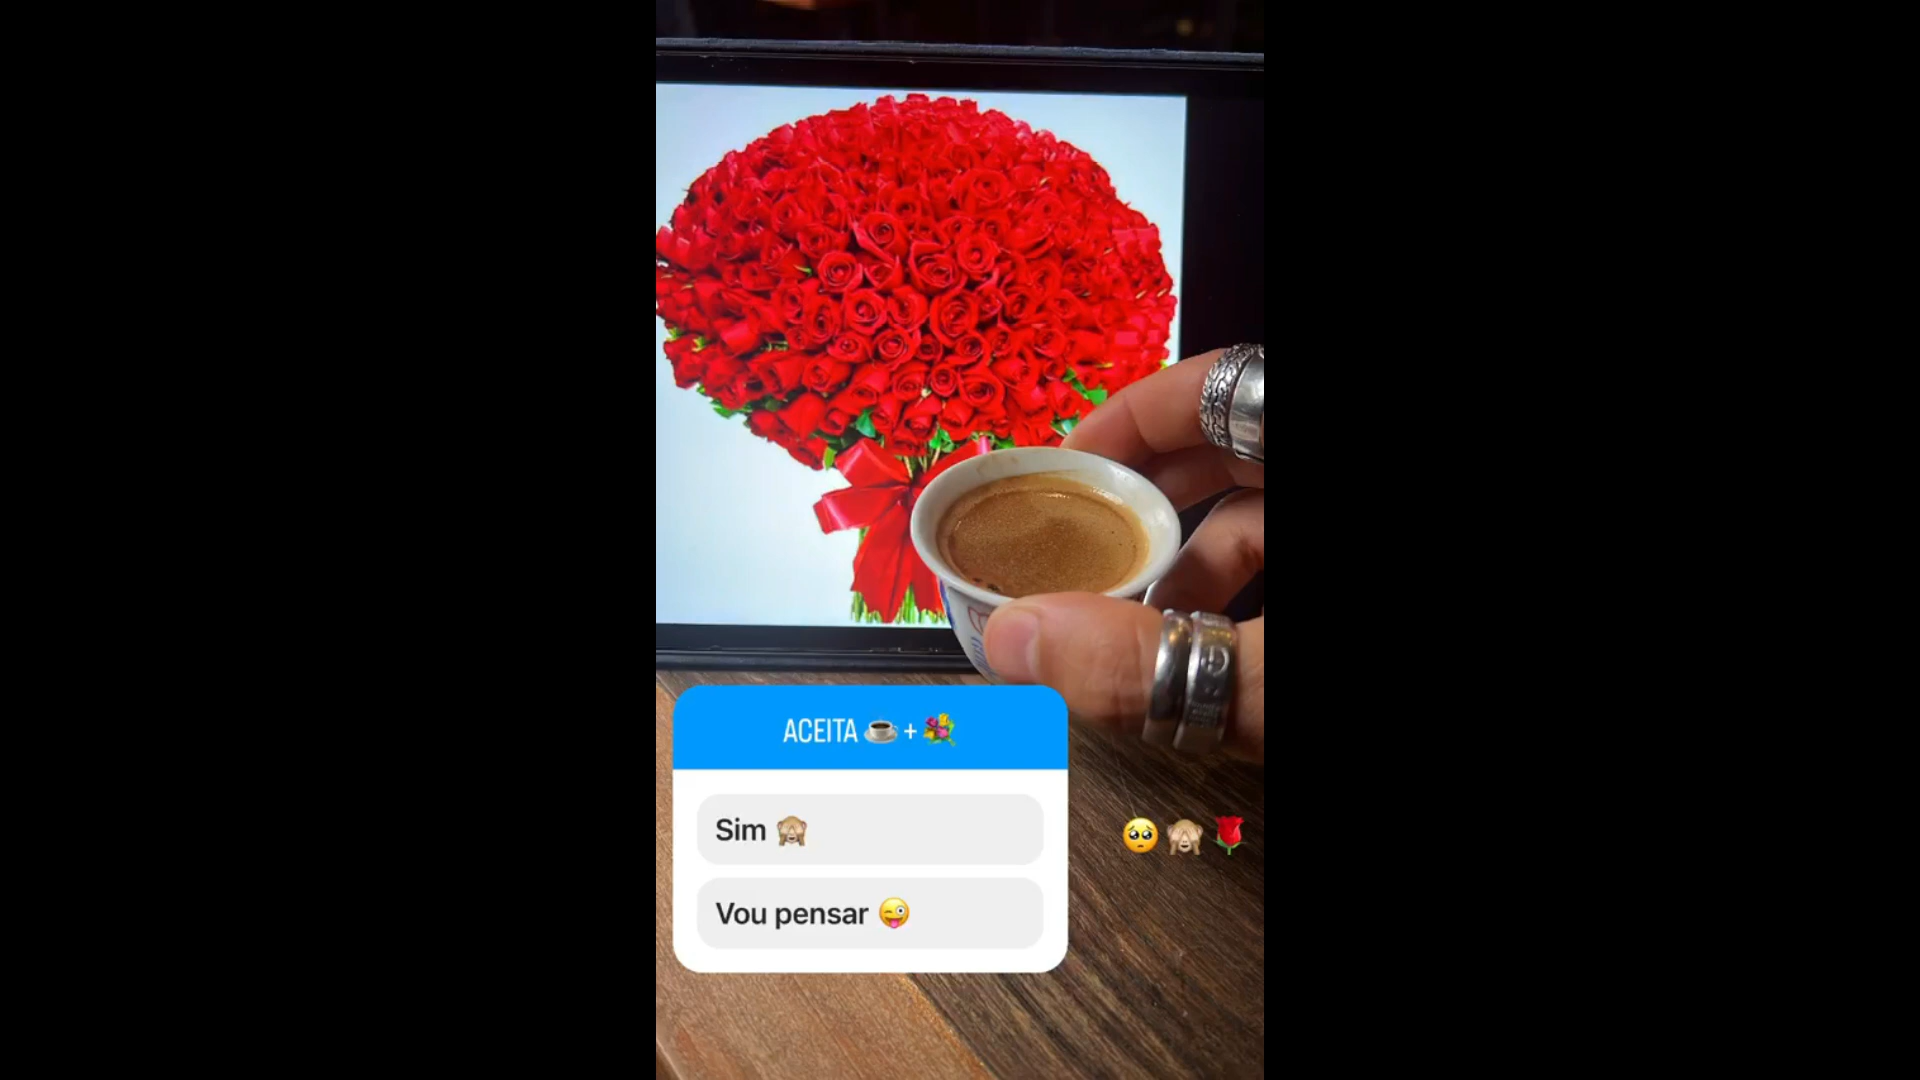 ACEITA ☕ + 💐
Sim 🙈
Vou pensar 😜
🥺🙈🌹